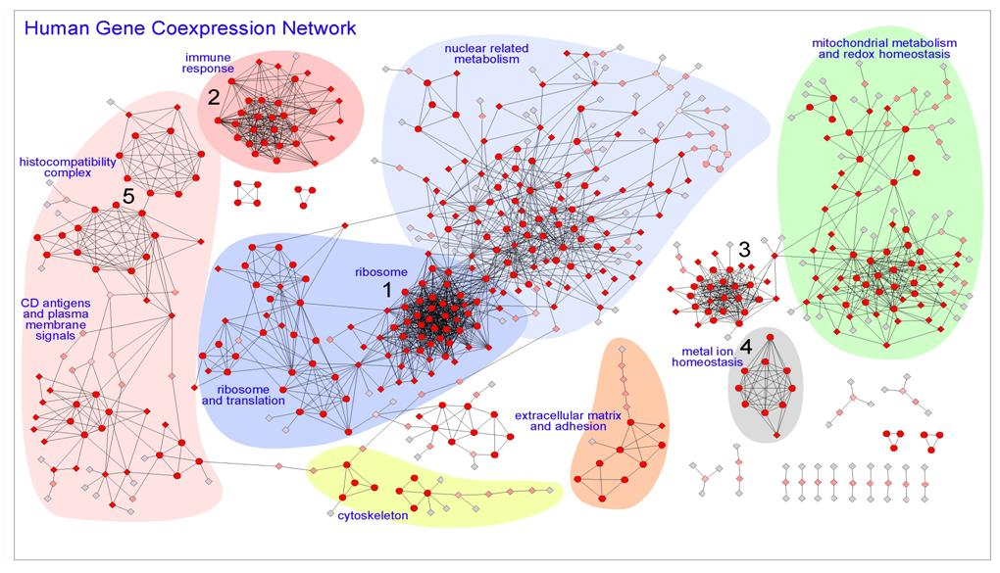 Human Gene Coexpression Network
immune
response
2
nuclear related
metabolism
mitochondrial metabolism
and redox homeostasis
histocompatibility
complex
5
ribosome
1
3
CD antigens
and plasma
membrane
signals
metal ion
homeostasis
4
ribosome
and translation
extracellular matrix
and adhesion
cytoskeleton